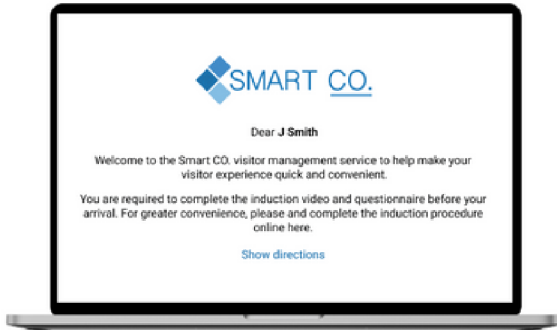 SMART CO.
Dear J Smith
Welcome to the Smart CO. visitor management service to help make your
visitor experience quick and convenient.
You are required to complete the induction video and questionnaire before your
arrival. For greater convenience, please and complete the induction procedure
online here.
Show directions